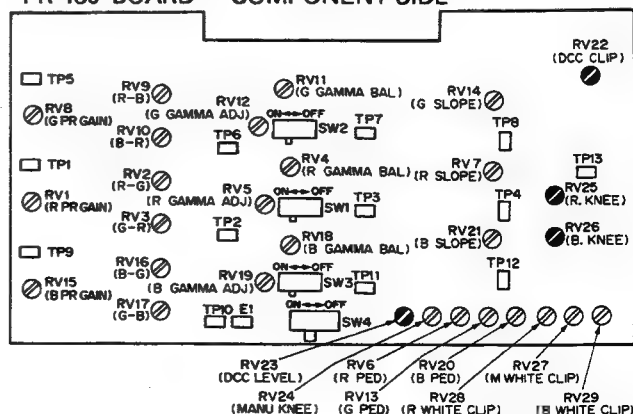 PR-130 BOARD - COMPONENT SIDE
RV22
(DCC CLIP)
TP5
RV9
(R-B)
RV11
(G GAMMA BAL)
RV14
(G SLOPE)
RV8
(G PR GAIN)
RV12
(G GAMMA ADJ)
ON↔OFF
SW2
TP7
RV10
(B-R)
TP6
TP8
TP1
RV2
(R-G)
RV4
(R GAMMA BAL)
RV7
(R SLOPE)
TP13
RV1
(R PR GAIN)
RV5
(R GAMMA ADJ)
ON↔OFF
SW1
TP3
TP4
RV25
(R. KNEE)
RV3
(G-R)
TP2
RV18
(B GAMMA BAL)
RV21
(B SLOPE)
RV26
(B. KNEE)
TP9
RV16
(B-G)
RV19
(B GAMMA ADJ)
ON↔OFF
SW3
TP11
TP12
RV15
(B PR GAIN)
RV17
(G-B)
TP10 E1
ON↔OFF
SW4
RV23
(DCC LEVEL)
RV6
(R PED)
RV20
(B PED)
RV27
(M WHITE CLIP)
RV24
(MANU KNEE)
RV13
(G PED)
RV28
(R WHITE CLIP)
RV29
(B WHITE CLIP)